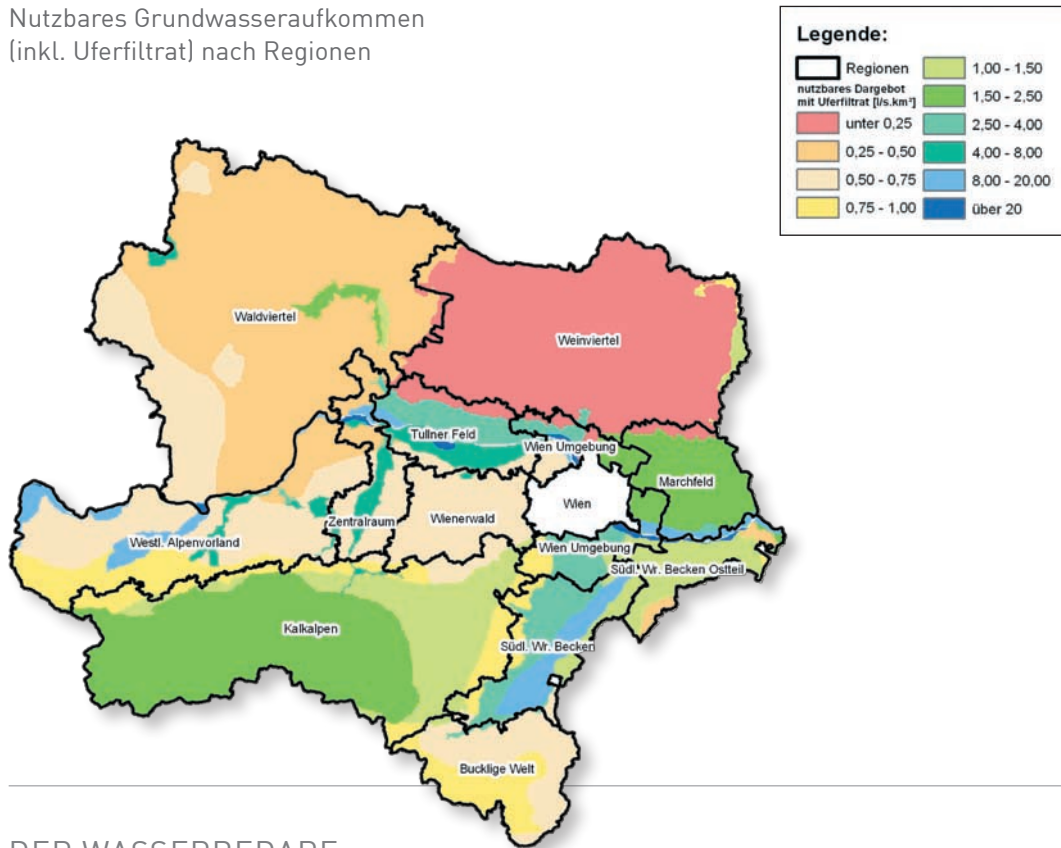 Nutzbares Grundwasseraufkommen
(inkl. Uferfiltrat) nach Regionen
Legende:
Regionen
nutzbares Dargebot
mit Uferfiltrat [l/s.km²]
unter 0,25
0,25 - 0,50
0,50 - 0,75
0,75 - 1,00
1,00 - 1,50
1,50 - 2,50
2,50 - 4,00
4,00 - 8,00
8,00 - 20,00
über 20
Waldviertel
Weinviertel
Tullner Feld
Wien Umgebung
Marchfeld
Wien
Zentralraum
Wienerwald
Westl. Alpenvorland
Wien Umgebung
Südl. Wr. Becken Ostteil
Kalkalpen
Südl. Wr. Becken
Bucklige Welt